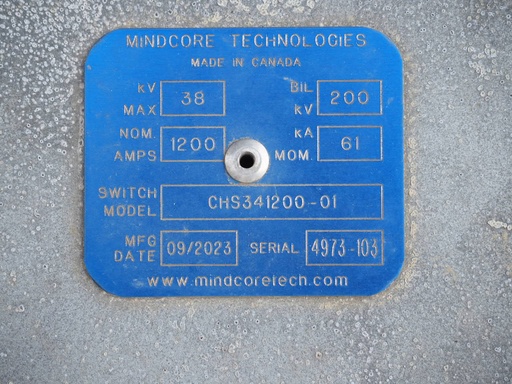 MINDCORE TECHNOLOGIES
MADE IN CANADA
kV MAX 38 BIL kV 200
NOM. AMPS 1200 kA MOM. 61
SWITCH MODEL CHS341200-01
MFG DATE 09/2023 SERIAL 4973-103
www.mindcoretech.com